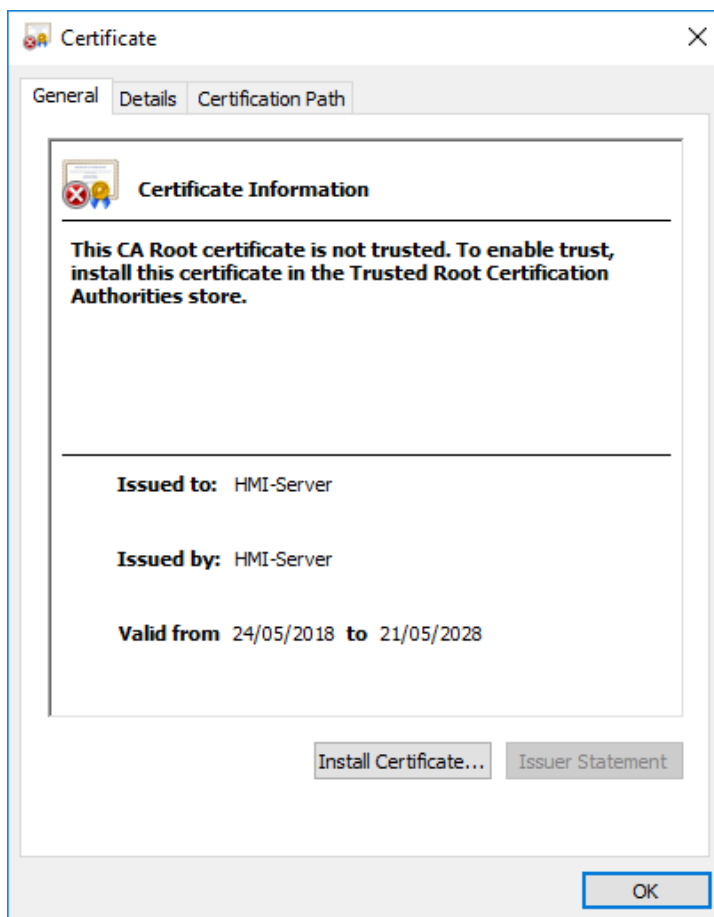 Certificate
General Details Certification Path
Certificate Information
This CA Root certificate is not trusted. To enable trust,
install this certificate in the Trusted Root Certification
Authorities store.
Issued to: HMI-Server
Issued by: HMI-Server
Valid from 24/05/2018 to 21/05/2028
Install Certificate... Issuer Statement
OK